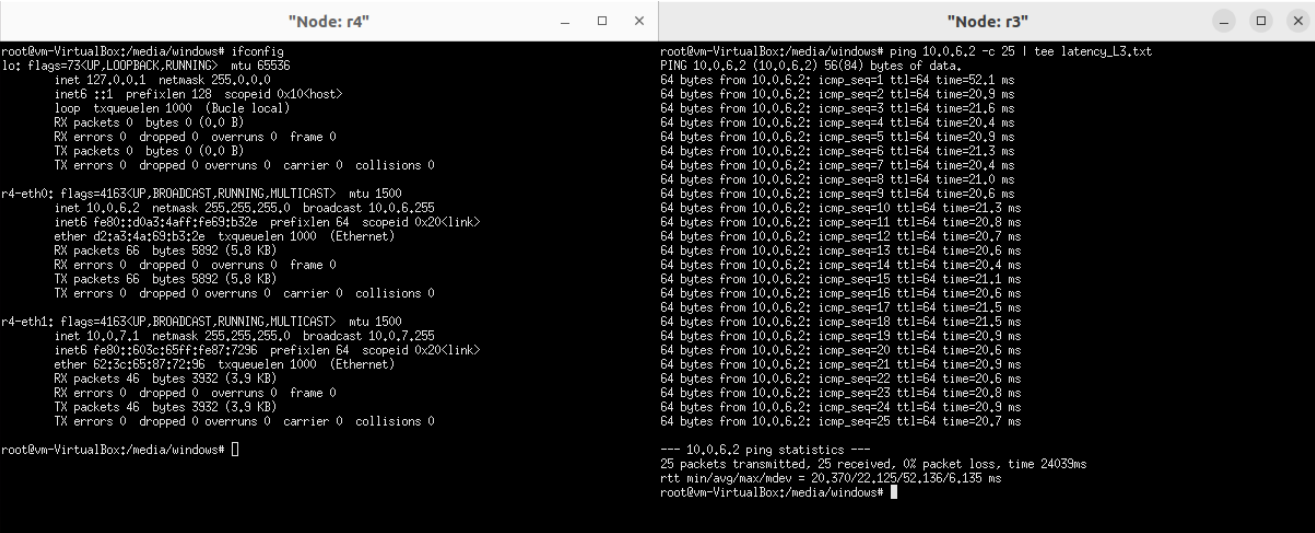 "Node: r4"
root@vm-VirtualBox:/media/windows# ifconfig
lo: flags=73<UP,LOOPBACK,RUNNING>  mtu 65536
        inet 127.0.0.1  netmask 255.0.0.0
        inet6 ::1  prefixlen 128  scopeid 0x10<host>
        loop  txqueuelen 1000  (Bucle local)
        RX packets 0  bytes 0 (0.0 B)
        RX errors 0  dropped 0  overruns 0  frame 0
        TX packets 0  bytes 0 (0.0 B)
        TX errors 0  dropped 0 overruns 0  carrier 0  collisions 0
r4-eth0: flags=4163<UP,BROADCAST,RUNNING,MULTICAST>  mtu 1500
        inet 10.0.6.2  netmask 255.255.255.0  broadcast 10.0.6.255
        inet6 fe80::d0a3:4aff:fe69:b32e  prefixlen 64  scopeid 0x20<link>
        ether d2:a3:4a:69:b3:2e  txqueuelen 1000  (Ethernet)
        RX packets 66  bytes 5892 (5.8 KB)
        RX errors 0  dropped 0  overruns 0  frame 0
        TX packets 66  bytes 5892 (5.8 KB)
        TX errors 0  dropped 0 overruns 0  carrier 0  collisions 0
r4-eth1: flags=4163<UP,BROADCAST,RUNNING,MULTICAST>  mtu 1500
        inet 10.0.7.1  netmask 255.255.255.0  broadcast 10.0.7.255
        inet6 fe80::603c:65ff:fe87:7296  prefixlen 64  scopeid 0x20<link>
        ether 62:3c:65:87:72:96  txqueuelen 1000  (Ethernet)
        RX packets 46  bytes 3932 (3.9 KB)
        RX errors 0  dropped 0  overruns 0  frame 0
        TX packets 46  bytes 3932 (3.9 KB)
        TX errors 0  dropped 0 overruns 0  carrier 0  collisions 0
root@vm-VirtualBox:/media/windows#
"Node: r3"
root@vm-VirtualBox:/media/windows# ping 10.0.6.2 -c 25 | tee latency_L3.txt
PING 10.0.6.2 (10.0.6.2) 56(84) bytes of data.
64 bytes from 10.0.6.2: icmp_seq=1 ttl=64 time=52.1 ms
64 bytes from 10.0.6.2: icmp_seq=2 ttl=64 time=20.9 ms
64 bytes from 10.0.6.2: icmp_seq=3 ttl=64 time=21.6 ms
64 bytes from 10.0.6.2: icmp_seq=4 ttl=64 time=20.4 ms
64 bytes from 10.0.6.2: icmp_seq=5 ttl=64 time=20.9 ms
64 bytes from 10.0.6.2: icmp_seq=6 ttl=64 time=21.3 ms
64 bytes from 10.0.6.2: icmp_seq=7 ttl=64 time=20.4 ms
64 bytes from 10.0.6.2: icmp_seq=8 ttl=64 time=21.0 ms
64 bytes from 10.0.6.2: icmp_seq=9 ttl=64 time=20.6 ms
64 bytes from 10.0.6.2: icmp_seq=10 ttl=64 time=21.3 ms
64 bytes from 10.0.6.2: icmp_seq=11 ttl=64 time=20.8 ms
64 bytes from 10.0.6.2: icmp_seq=12 ttl=64 time=20.7 ms
64 bytes from 10.0.6.2: icmp_seq=13 ttl=64 time=20.6 ms
64 bytes from 10.0.6.2: icmp_seq=14 ttl=64 time=20.4 ms
64 bytes from 10.0.6.2: icmp_seq=15 ttl=64 time=21.1 ms
64 bytes from 10.0.6.2: icmp_seq=16 ttl=64 time=20.6 ms
64 bytes from 10.0.6.2: icmp_seq=17 ttl=64 time=21.5 ms
64 bytes from 10.0.6.2: icmp_seq=18 ttl=64 time=21.5 ms
64 bytes from 10.0.6.2: icmp_seq=19 ttl=64 time=20.9 ms
64 bytes from 10.0.6.2: icmp_seq=20 ttl=64 time=20.6 ms
64 bytes from 10.0.6.2: icmp_seq=21 ttl=64 time=20.9 ms
64 bytes from 10.0.6.2: icmp_seq=22 ttl=64 time=20.6 ms
64 bytes from 10.0.6.2: icmp_seq=23 ttl=64 time=20.8 ms
64 bytes from 10.0.6.2: icmp_seq=24 ttl=64 time=20.9 ms
64 bytes from 10.0.6.2: icmp_seq=25 ttl=64 time=20.7 ms
--- 10.0.6.2 ping statistics ---
25 packets transmitted, 25 received, 0% packet loss, time 24039ms
rtt min/avg/max/mdev = 20.370/22.125/52.136/6.135 ms
root@vm-VirtualBox:/media/windows#